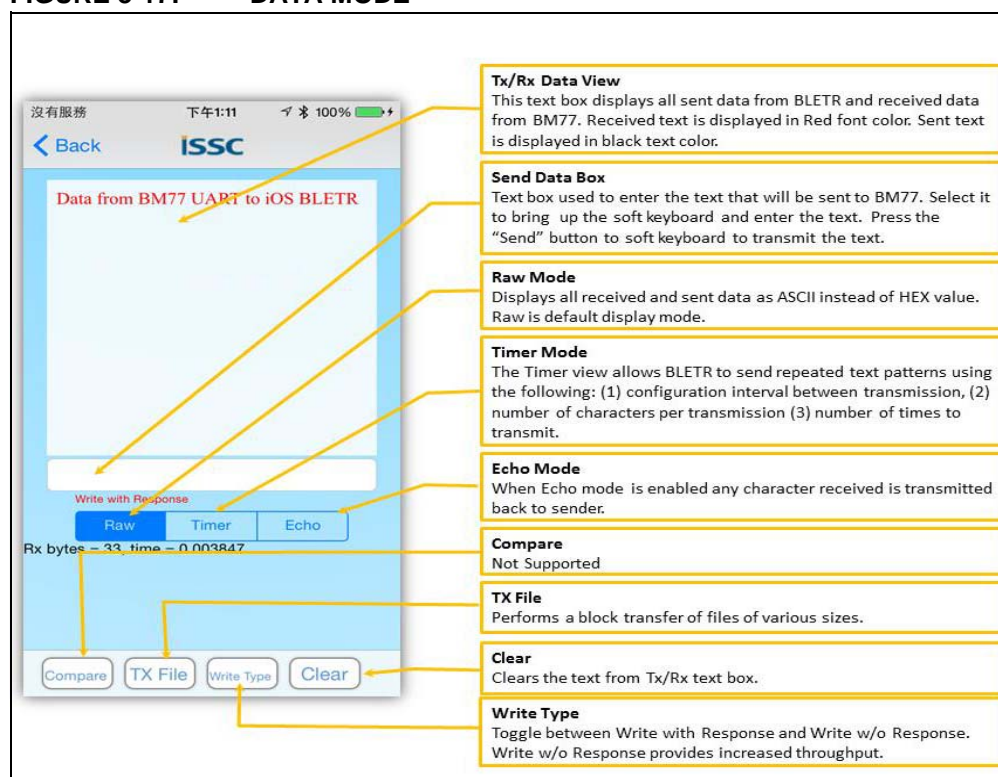 沒有服務 下午1:11 100%
Back ISSC
Data from BM77 UART to iOS BLETR
Write with Response
Raw Timer Echo
Rx bytes = 33, time = 0.003847
Compare TX File Write Type Clear
Tx/Rx Data View
This text box displays all sent data from BLETR and received data
from BM77. Received text is displayed in Red font color. Sent text
is displayed in black text color.
Send Data Box
Text box used to enter the text that will be sent to BM77. Select it
to bring up the soft keyboard and enter the text. Press the
“Send” button to soft keyboard to transmit the text.
Raw Mode
Displays all received and sent data as ASCII instead of HEX value.
Raw is default display mode.
Timer Mode
The Timer view allows BLETR to send repeated text patterns using
the following: (1) configuration interval between transmission, (2)
number of characters per transmission (3) number of times to
transmit.
Echo Mode
When Echo mode is enabled any character received is transmitted
back to sender.
Compare
Not Supported
TX File
Performs a block transfer of files of various sizes.
Clear
Clears the text from Tx/Rx text box.
Write Type
Toggle between Write with Response and Write w/o Response.
Write w/o Response provides increased throughput.